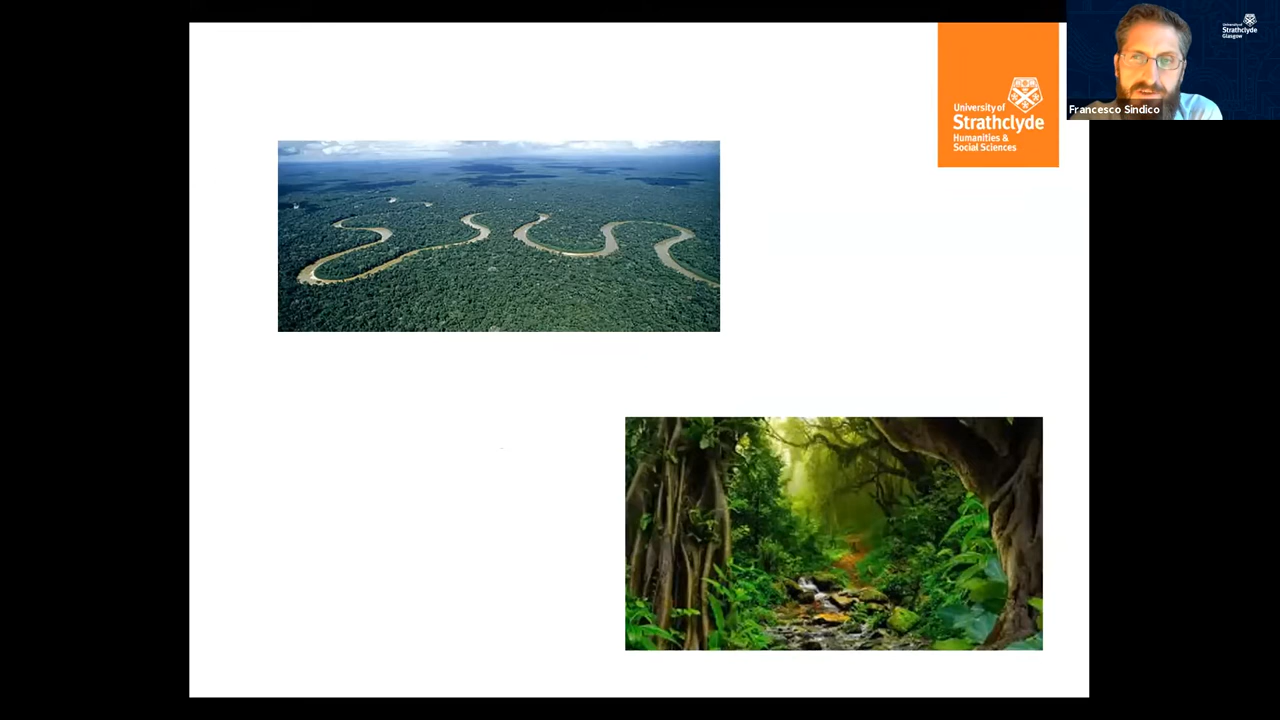 University of
Strathclyde
Humanities &
Social Sciences
University of
Strathclyde
Glasgow
Francesco Sindico